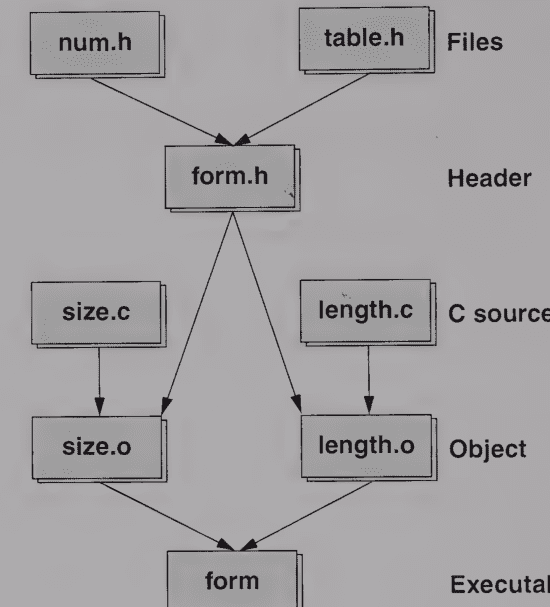 num.h table.h Files
form.h Header
size.c length.c C source
size.o length.o Object
form